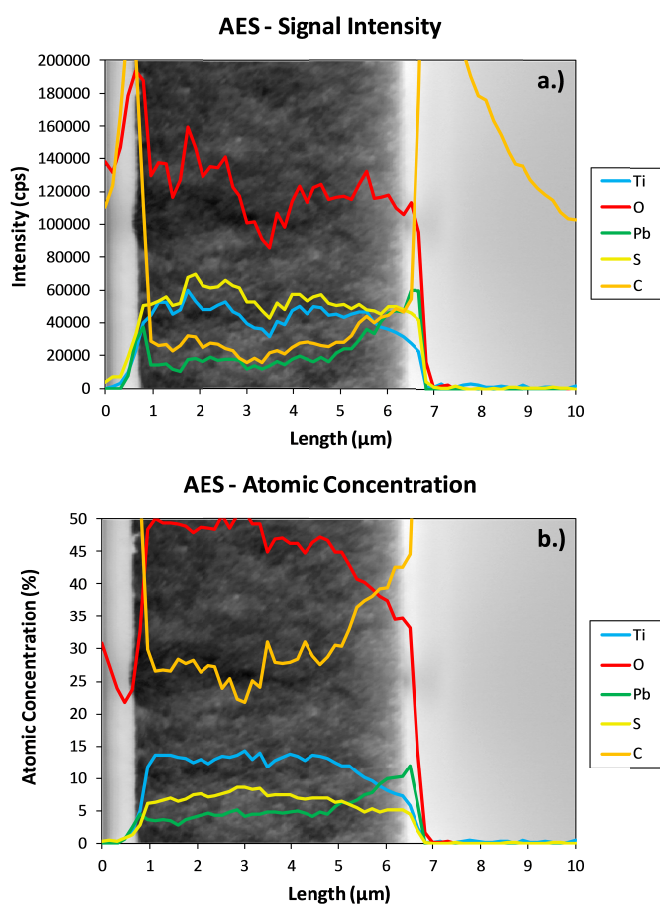 AES - Signal Intensity
a.)
200000
180000
160000
140000
120000
100000
80000
60000
40000
20000
0
Intensity (cps)
0 1 2 3 4 5 6 7 8 9 10
Length (µm)
Ti
O
Pb
S
C
AES - Atomic Concentration
b.)
50
45
40
35
30
25
20
15
10
5
0
Atomic Concentration (%)
0 1 2 3 4 5 6 7 8 9 10
Length (µm)
Ti
O
Pb
S
C